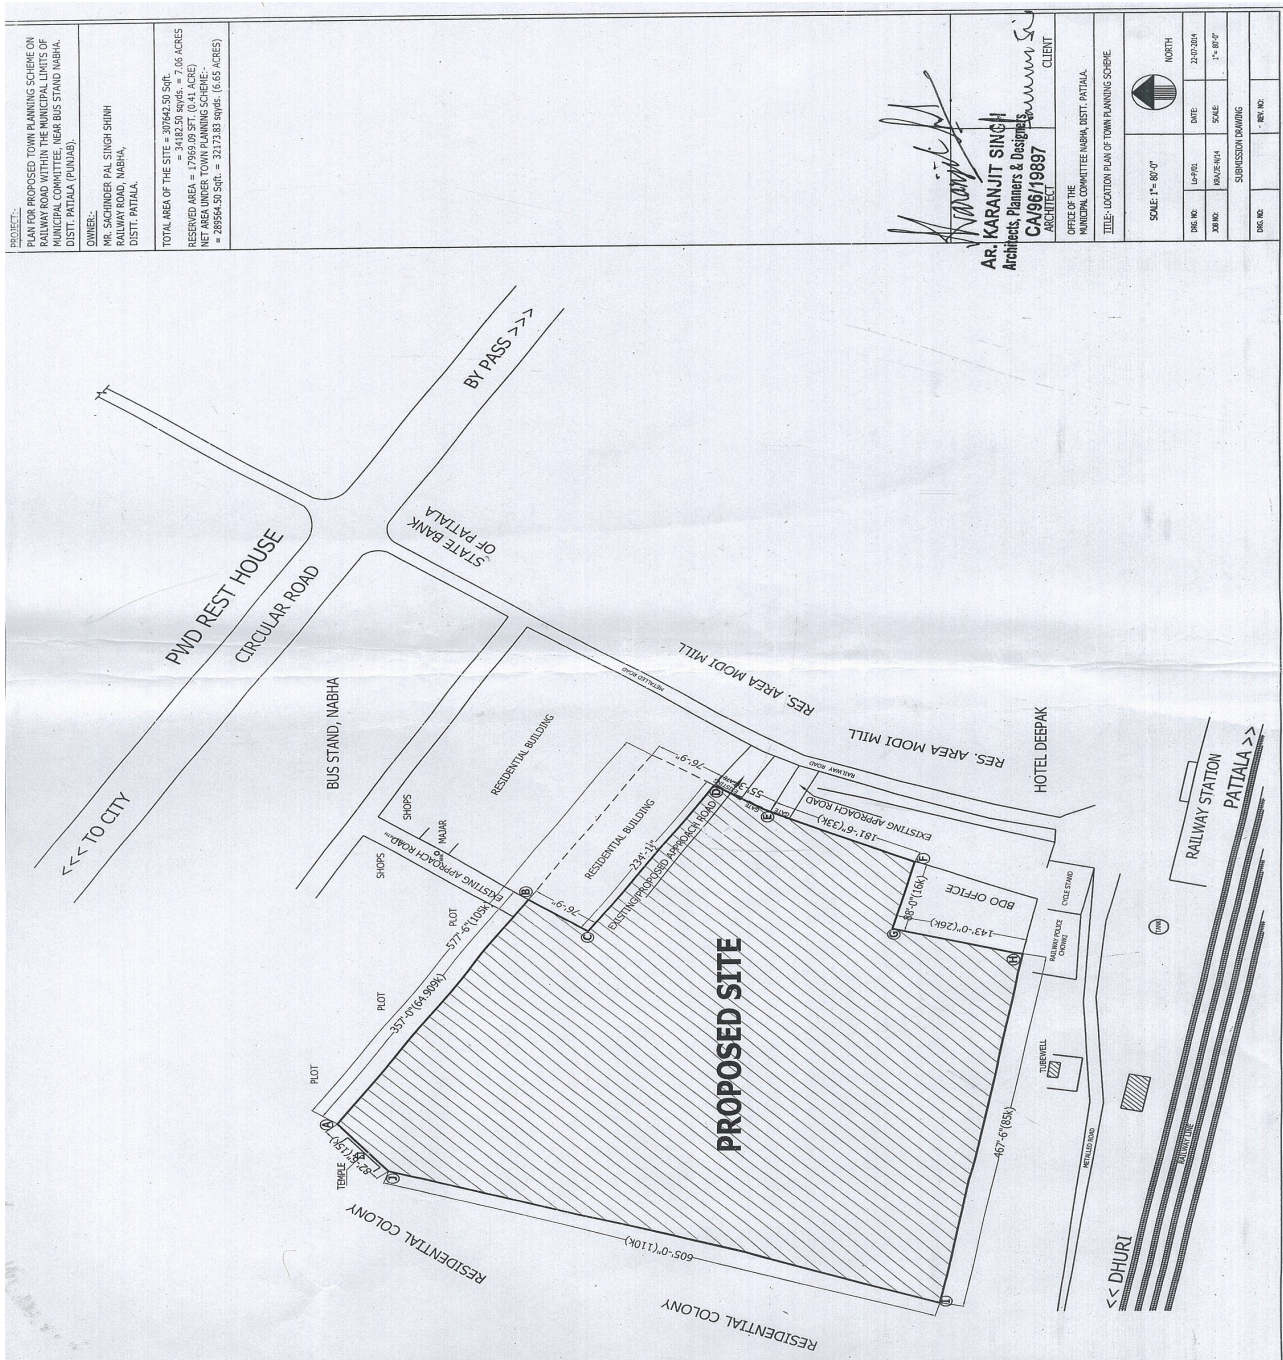 PROJECT:-
PLAN FOR PROPOSED TOWN PLANNING SCHEME ON
RAILWAY ROAD WITHIN THE MUNICIPAL LIMITS OF
MUNICIPAL COMMITTEE, NEAR BUS STAND NABHA.
DISTT. PATIALA (PUNJAB).
OWNER:-
MR. SACHINDER PAL SINGH SHINH
RAILWAY ROAD, NABHA,
DISTT. PATIALA.
TOTAL AREA OF THE SITE = 307642.50 Sqft.
= 34182.50 sqyds. = 7.06 ACRES
RESERVED AREA = 17969.09 SFT. (0.41 ACRE)
NET AREA UNDER TOWN PLANNING SCHEME:-
= 289564.50 Sqft. = 32173.83 sqyds. (6.65 ACRES)
AR. KARANJIT SINGH
Architects, Planners & Designers
CA/96/19897
ARCHITECT
CLIENT
OFFICE OF THE
MUNICIPAL COMMITTEE NABHA, DISTT. PATIALA.
TITLE:- LOCATION PLAN OF TOWN PLANNING SCHEME.
SCALE: 1"= 80'-0"
NORTH
DRG. NO:
DATE:
22-07-2014
JOB NO:
SCALE:
1"= 80'-0"
SUBMISSION DRAWING
DRG. NO:
- REV. NO:
BY PASS >>>
PWD REST HOUSE
CIRCULAR ROAD
<<< TO CITY
STATE BANK
OF PATIALA
BUS STAND, NABHA
METALLED ROAD
RES. AREA MODI MILL
RES. AREA MODI MILL
RESIDENTIAL BUILDING
SHOPS
SHOPS
MAJAR
EXISTING APPROACH ROAD
RESIDENTIAL BUILDING
76'-9"
76'-9"
234'-1½"
EXISTING/PROPOSED APPROACH ROAD
GATE
GATE
RAILWAY ROAD
EXISTING APPROACH ROAD
181'-6"(33k)
HOTEL DEEPAK
PLOT
PLOT
PLOT
577'-6"(105k)
357'-0"(64.909k)
A
B
C
D
E
F
G
H
J
88'-0"(16k)
143'-0"(26k)
BDO OFFICE
CYCLE STAND
RAILWAY POLICE
CHOWKI
PROPOSED SITE
TEMPLE
82'-5"(15k)
605'-0"(110k)
467'-6"(85k)
RESIDENTIAL COLONY
RESIDENTIAL COLONY
TUBEWELL
METALLED ROAD
TANK
RAILWAY STATION
PATIALA >>
RAILWAY LINE
<< DHURI